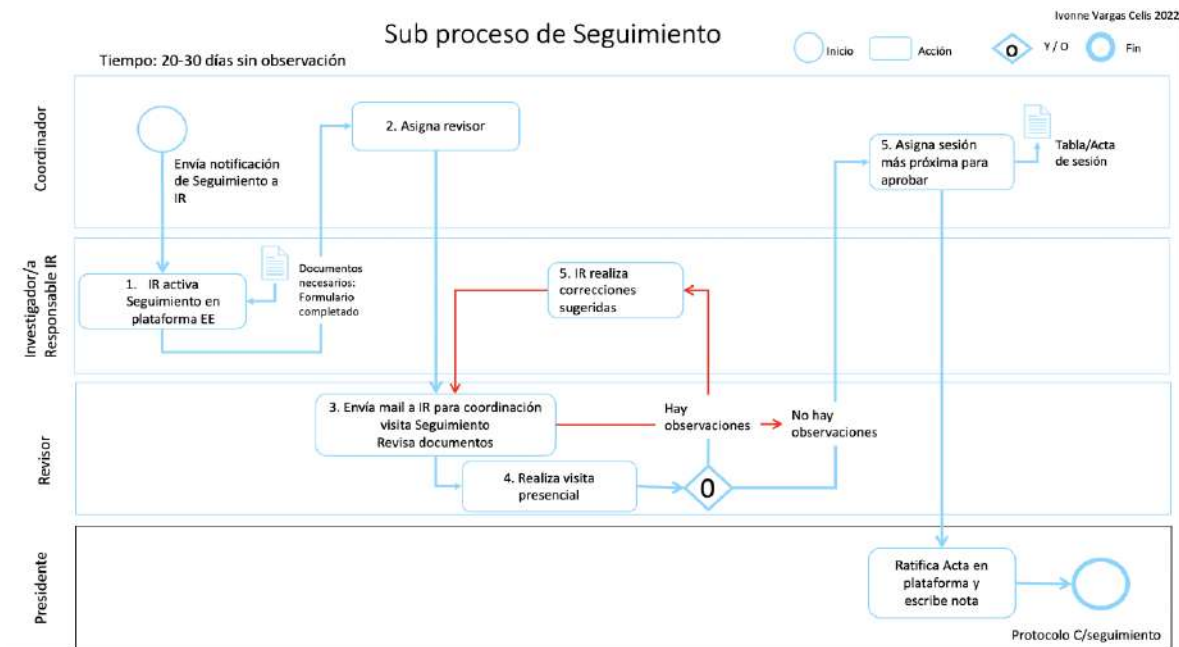 Ivonne Vargas Celis 2022
Sub proceso de Seguimiento
Inicio
Acción
O
Y / O
Fin
Tiempo: 20-30 días sin observación
Coordinador
Envía notificación
de Seguimiento a
IR
2. Asigna revisor
5. Asigna sesión
más próxima para
aprobar
Tabla/Acta
de sesión
Investigador/a
Responsable IR
1. IR activa
Seguimiento en
plataforma EE
Documentos
necesarios:
Formulario
completado
5. IR realiza
correcciones
sugeridas
Revisor
3. Envía mail a IR para coordinación
visita Seguimiento
Revisa documentos
Hay
observaciones
No hay
observaciones
4. Realiza visita
presencial
O
Presidente
Ratifica Acta en
plataforma y
escribe nota
Protocolo C/seguimiento